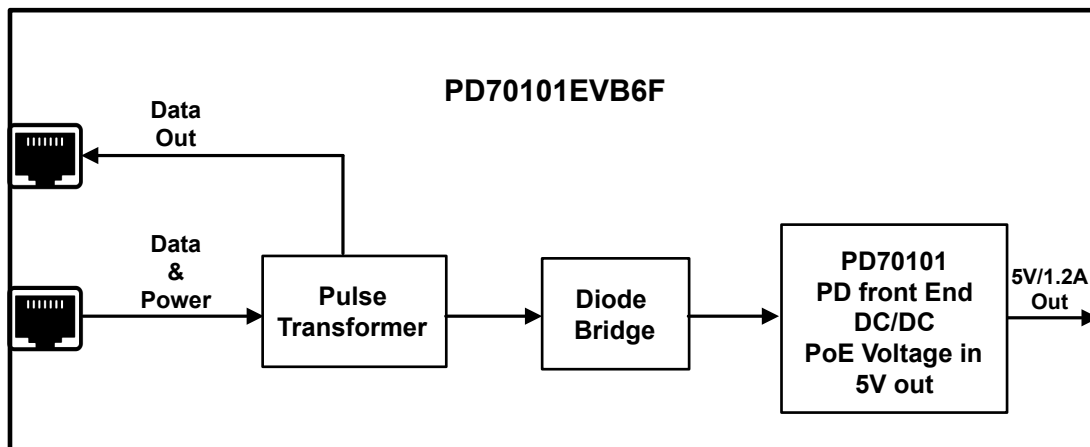 PD70101EVB6F
Data
Out
Data
&
Power
Pulse
Transformer
Diode
Bridge
PD70101
PD front End
DC/DC
PoE Voltage in
5V out
5V/1.2A
Out